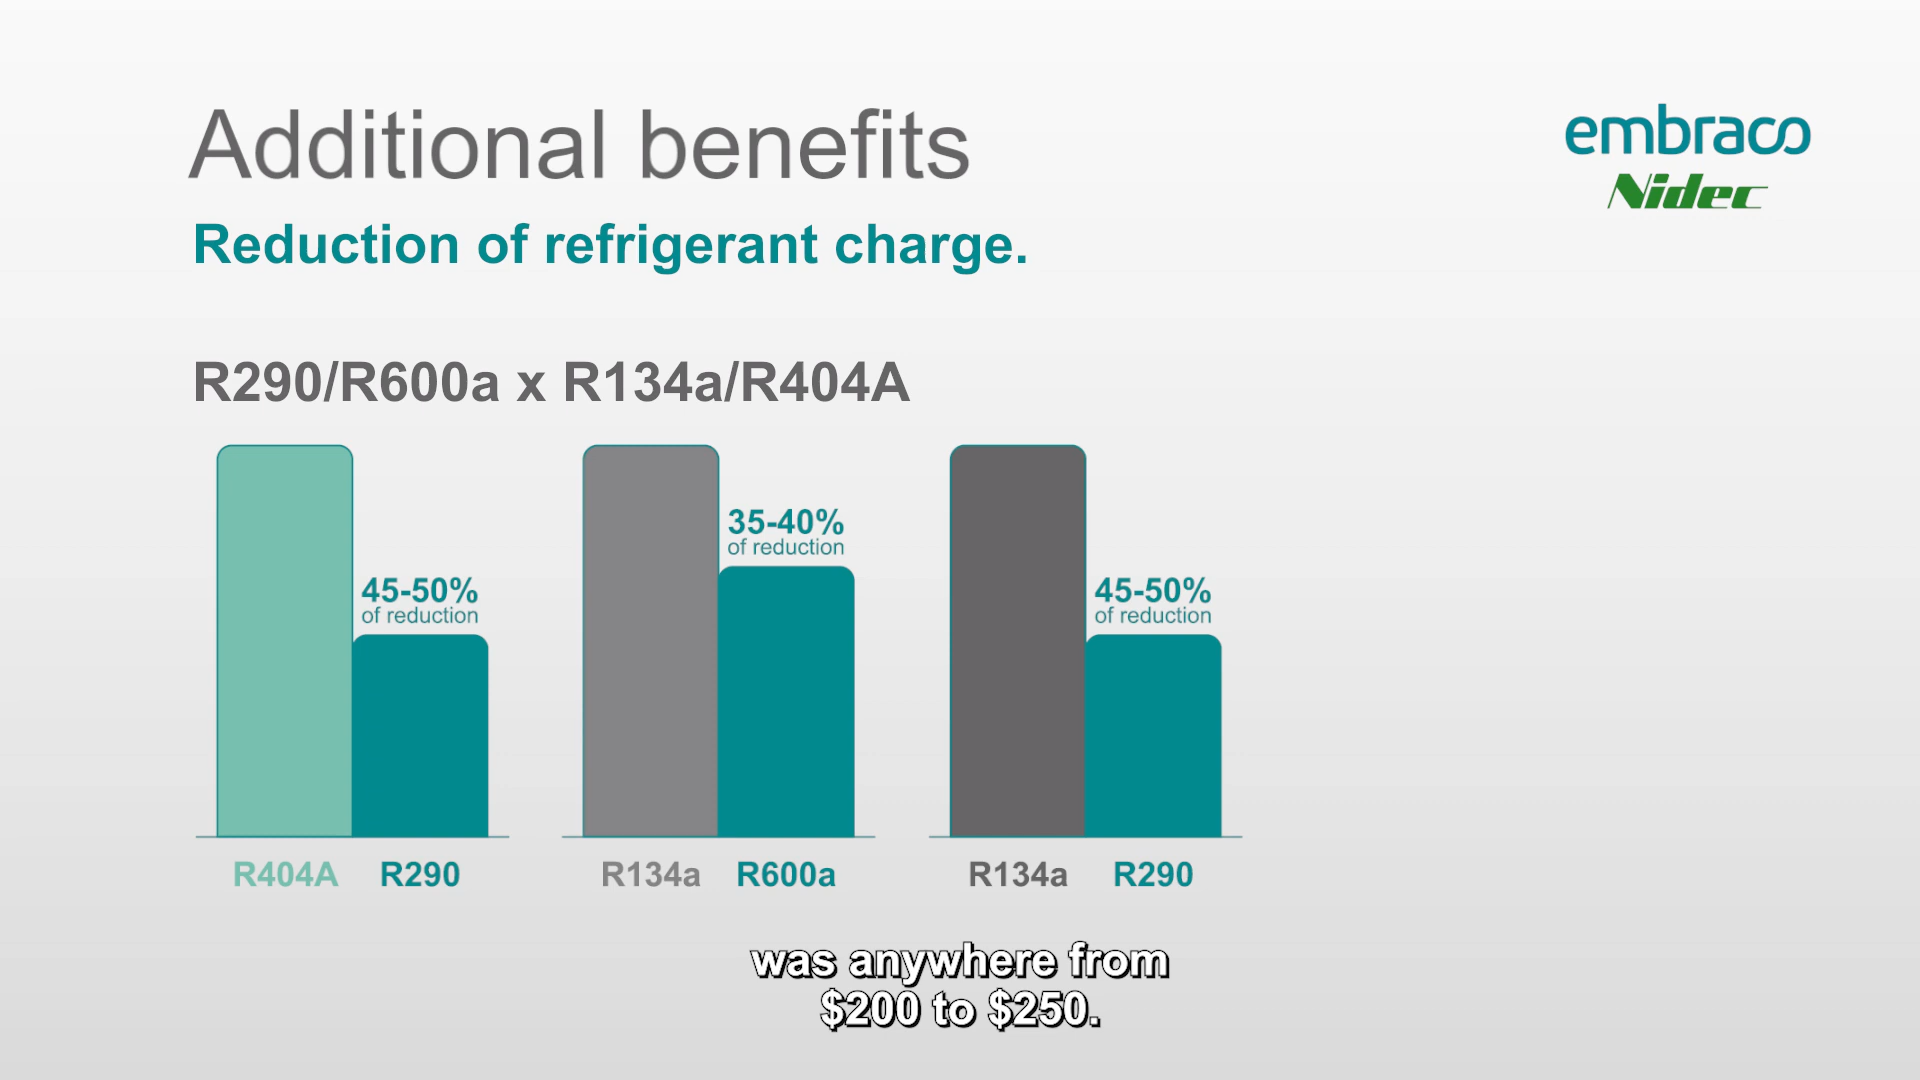 Additional benefits
embraco
Nidec
Reduction of refrigerant charge.
R290/R600a x R134a/R404A
35-40%
of reduction
45-50%
of reduction
45-50%
of reduction
R404A R290 R134a R600a R134a R290
was anywhere from
$200 to $250.